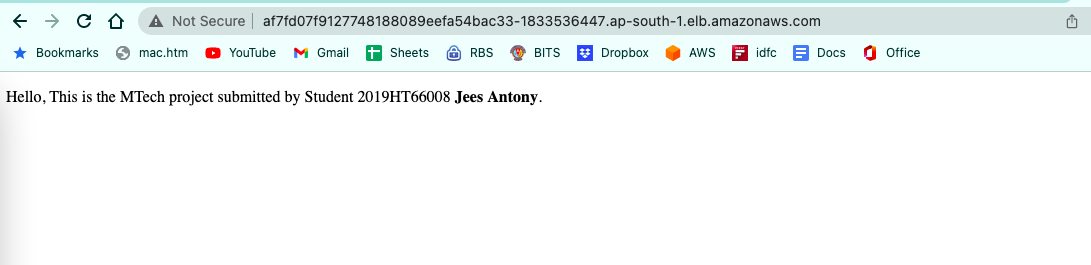 Not Secure af7fd07f9127748188089eefa54bac33-1833536447.ap-south-1.elb.amazonaws.com
Bookmarks mac.htm YouTube Gmail Sheets RBS BITS Dropbox AWS idfc Docs Office
Hello, This is the MTech project submitted by Student 2019HT66008 Jees Antony.